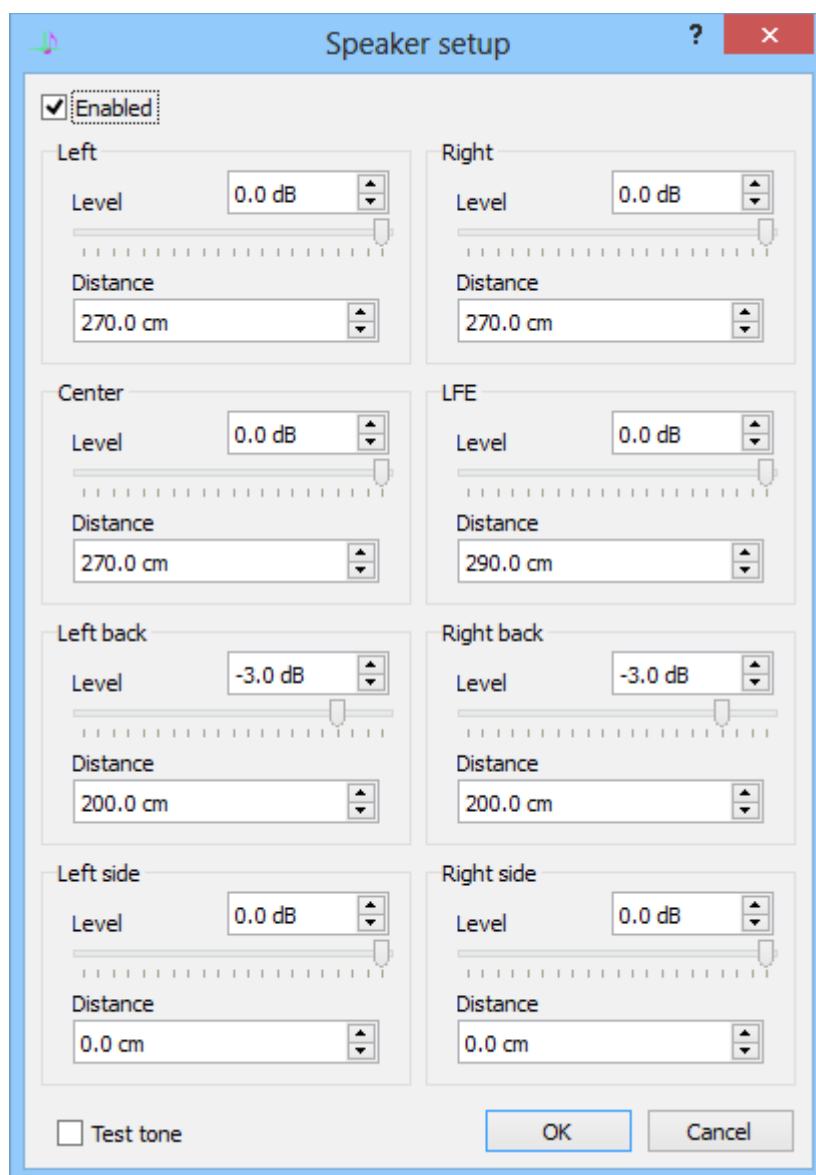 Speaker setup ?
Enabled
Left Right
Level 0.0 dB Level 0.0 dB
Distance Distance
270.0 cm 270.0 cm
Center LFE
Level 0.0 dB Level 0.0 dB
Distance Distance
270.0 cm 290.0 cm
Left back Right back
Level -3.0 dB Level -3.0 dB
Distance Distance
200.0 cm 200.0 cm
Left side Right side
Level 0.0 dB Level 0.0 dB
Distance Distance
0.0 cm 0.0 cm
Test tone OK Cancel